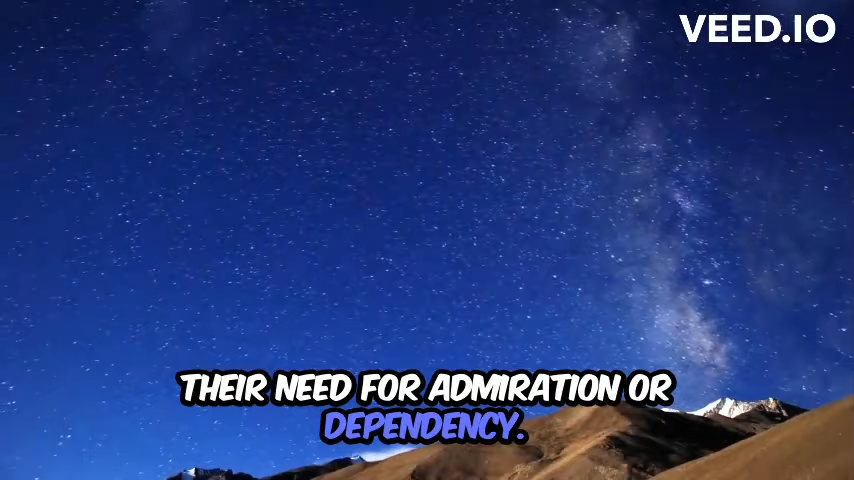 VEED.IO
THEIR NEED FOR ADMIRATION OR
DEPENDENCY.